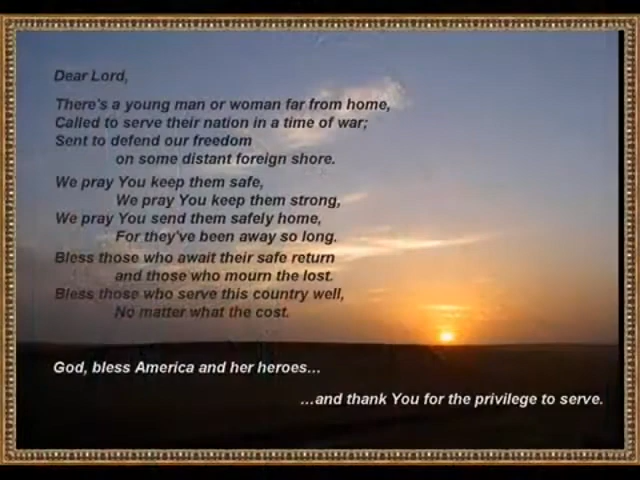 Dear Lord,
There's a young man or woman far from home,
Called to serve their nation in a time of war;
Sent to defend our freedom
on some distant foreign shore.
We pray You keep them safe,
We pray You keep them strong,
We pray You send them safely home,
For they've been away so long.
Bless those who await their safe return
and those who mourn the lost.
Bless those who serve this country well,
No matter what the cost.
God, bless America and her heroes…
…and thank You for the privilege to serve.